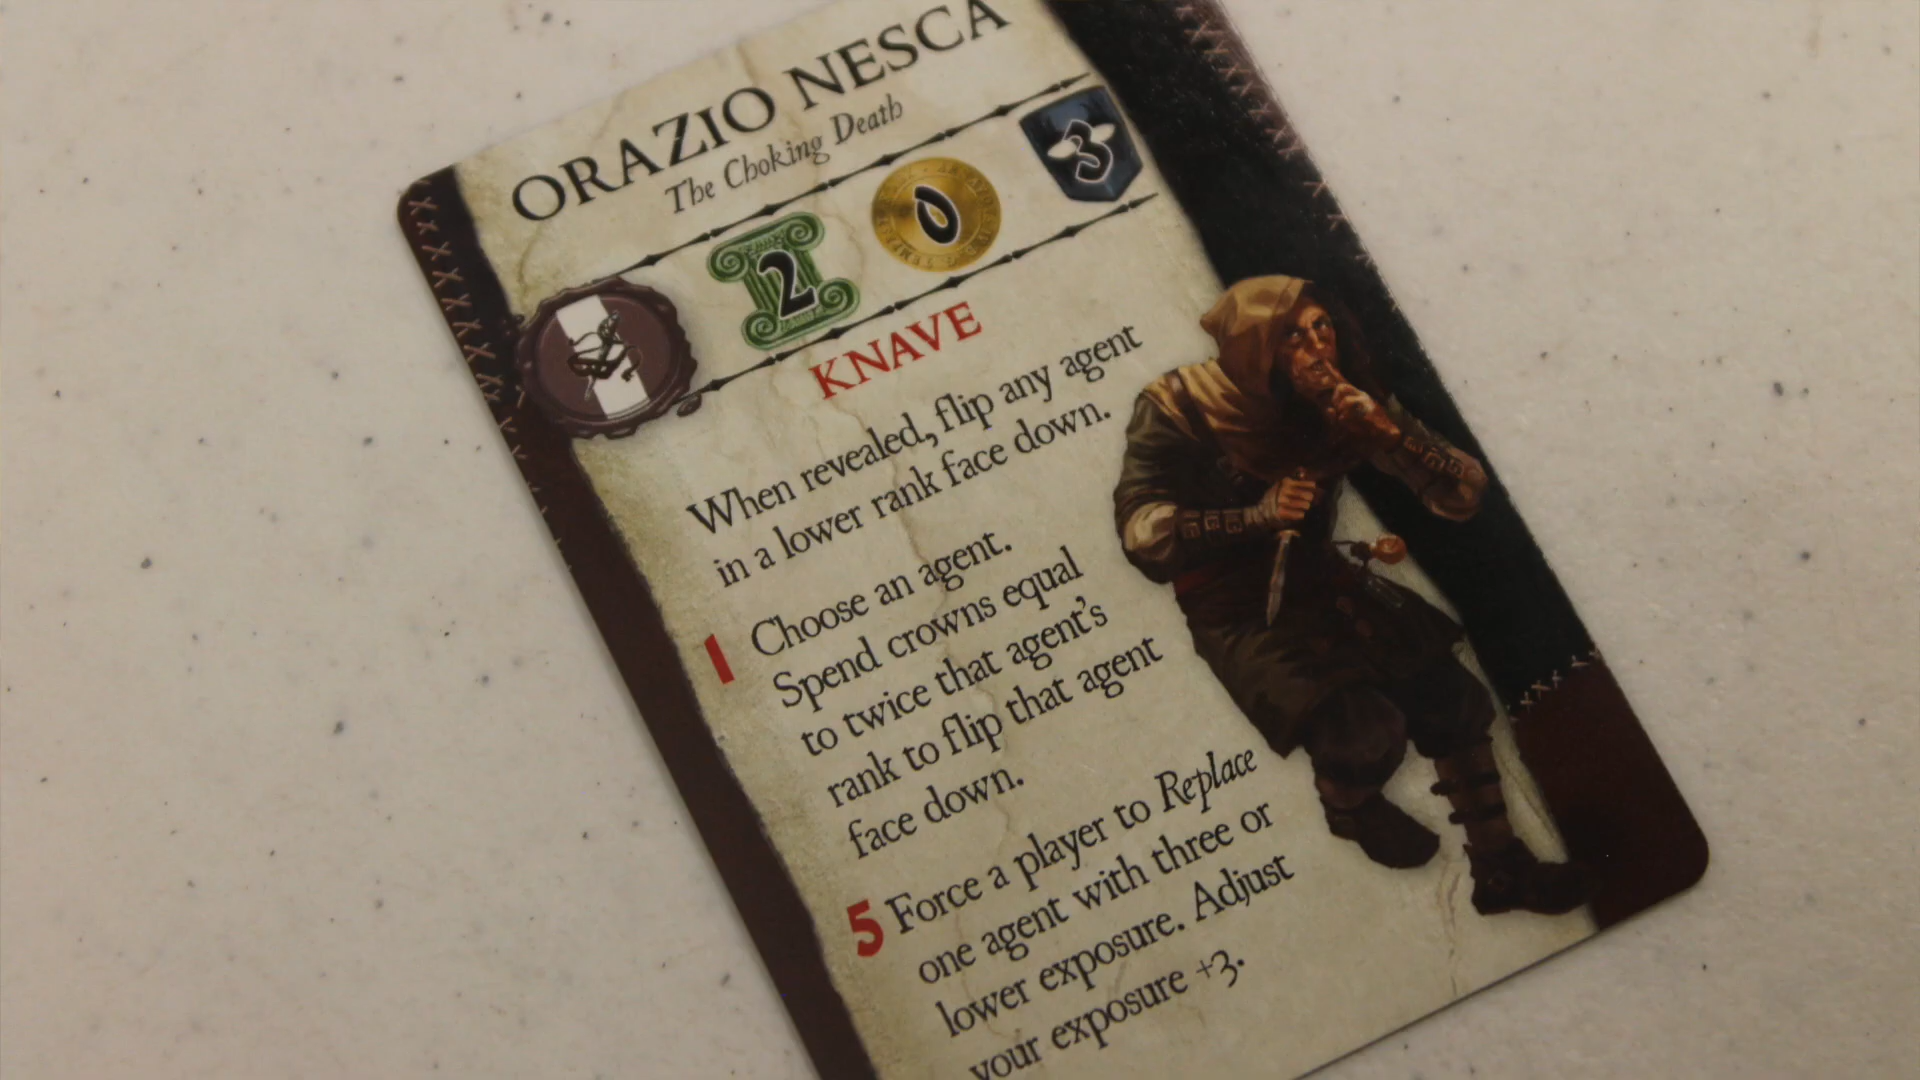 ORAZIO NESCA
The Choking Death
2 0 3
KNAVE
When revealed, flip any agent
in a lower rank face down.
1 Choose an agent.
Spend crowns equal
to twice that agent's
rank to flip that agent
face down.
5 Force a player to Replace
one agent with three or
lower exposure. Adjust
your exposure +3.